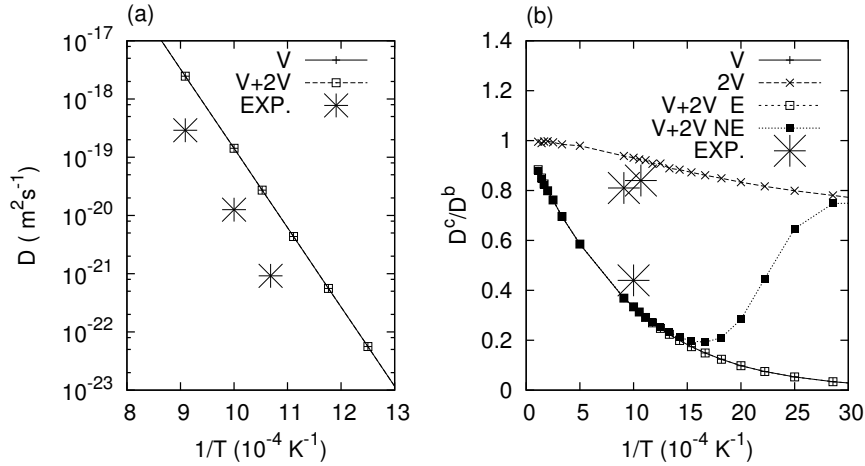 (a)
10^-17
10^-18
10^-19
10^-20
10^-21
10^-22
10^-23
D ( m^2s^-1)
V
V+2V
EXP.
8 9 10 11 12 13
1/T (10^-4 K^-1)
(b)
1.4
1.2
1
0.8
0.6
0.4
0.2
0
D^c/D^b
V
2V
V+2V E
V+2V NE
EXP.
0 5 10 15 20 25 30
1/T (10^-4 K^-1)